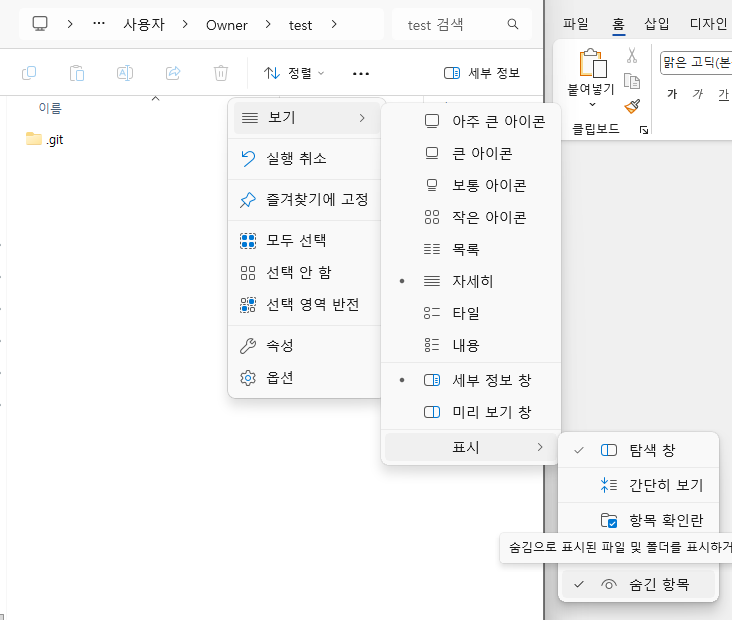 사용자
Owner
test
test 검색
정렬
세부 정보
이름
.git
보기
실행 취소
즐겨찾기에 고정
모두 선택
선택 안 함
선택 영역 반전
속성
옵션
아주 큰 아이콘
큰 아이콘
보통 아이콘
작은 아이콘
목록
자세히
타일
내용
세부 정보 창
미리 보기 창
표시
탐색 창
간단히 보기
항목 확인란
숨김으로 표시된 파일 및 폴더를 표시하거
숨긴 항목
파일 홈 삽입 디자인
붙여넣기
클립보드
맑은 고딕(본
가 가 가